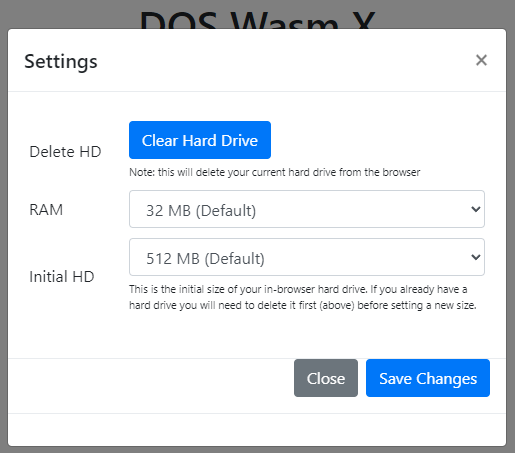 DOS Wasm X
Settings
×
Delete HD
Clear Hard Drive
Note: this will delete your current hard drive from the browser
RAM
32 MB (Default)
Initial HD
512 MB (Default)
This is the initial size of your in-browser hard drive. If you already have a
hard drive you will need to delete it first (above) before setting a new size.
Close
Save Changes